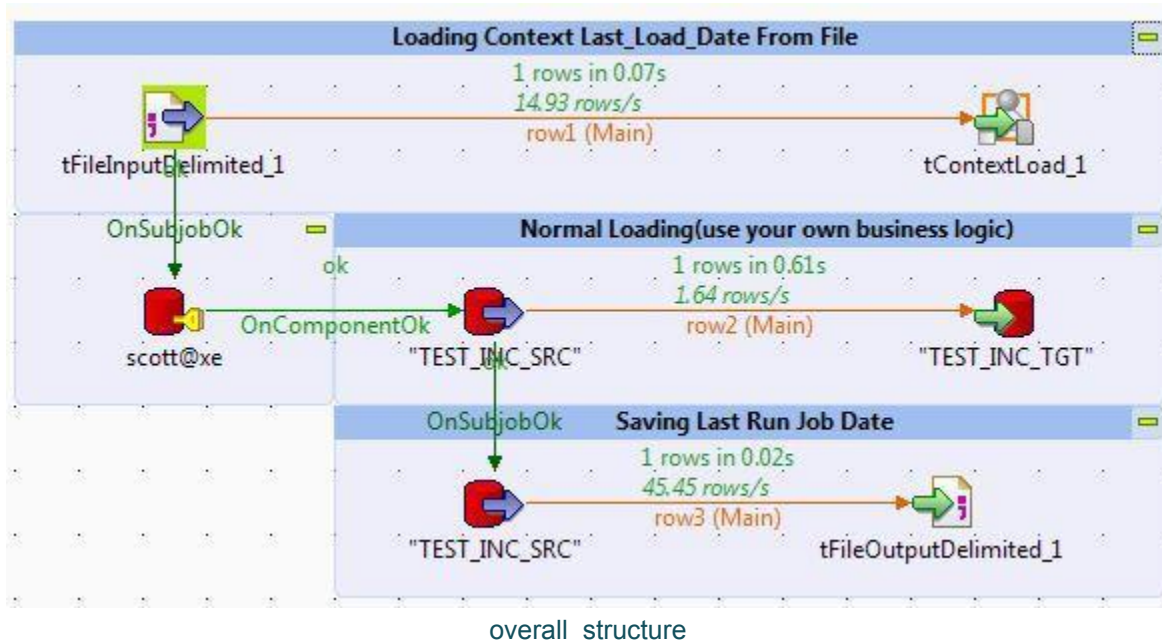 Loading Context Last_Load_Date From File
1 rows in 0.07s
14.93 rows/s
row1 (Main)
tFileInputDelimited_1
ok
tContextLoad_1
OnSubjobOk
Normal Loading(use your own business logic)
ok
1 rows in 0.61s
1.64 rows/s
OnComponentOk
row2 (Main)
scott@xe
"TEST_INC_SRC"
ok
"TEST_INC_TGT"
OnSubjobOk
Saving Last Run Job Date
1 rows in 0.02s
45.45 rows/s
row3 (Main)
"TEST_INC_SRC"
tFileOutputDelimited_1
overall structure